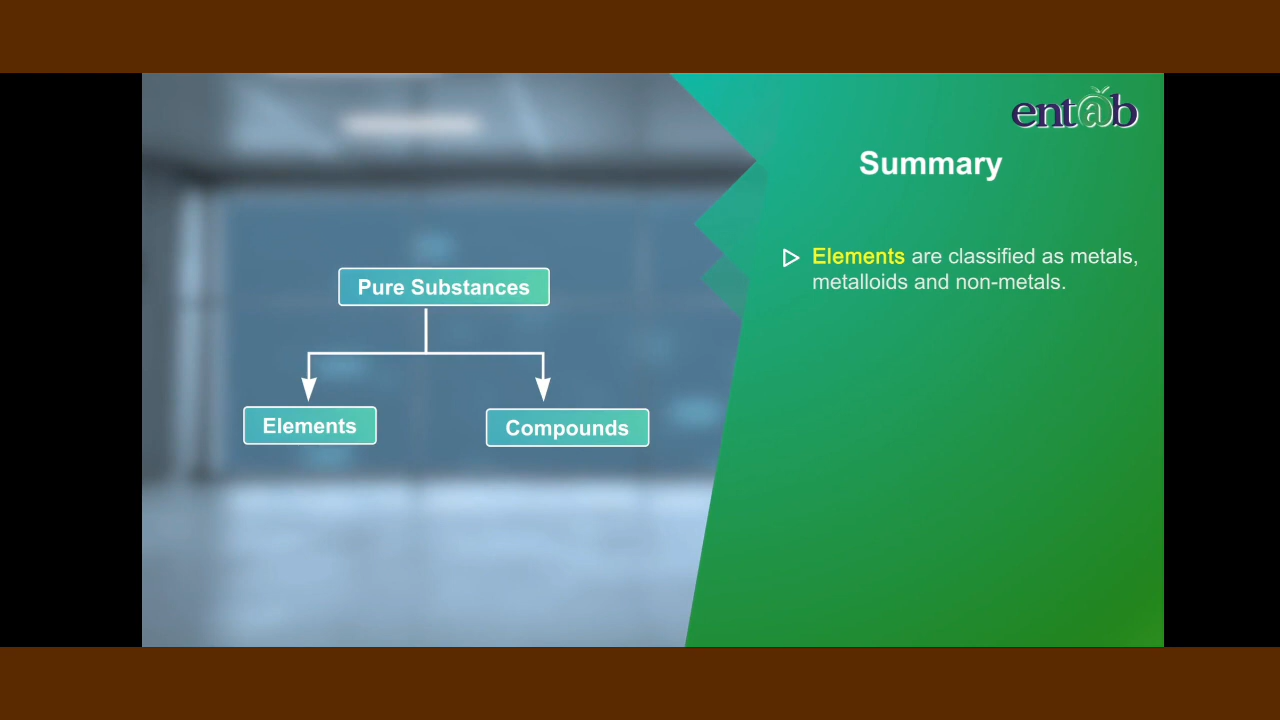 entab
Summary
Elements are classified as metals,
metalloids and non-metals.
Pure Substances
Elements
Compounds